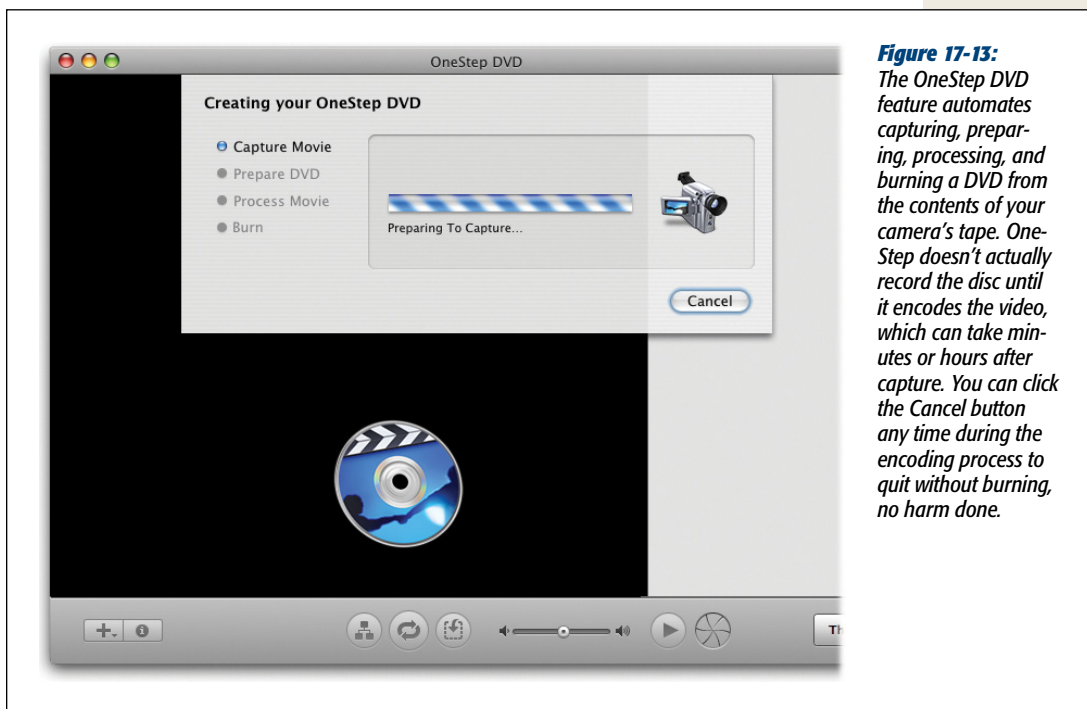 OneStep DVD
Creating your OneStep DVD
Capture Movie
Prepare DVD
Process Movie
Burn
Preparing To Capture...
Cancel
Th
Figure 17-13:
The OneStep DVD
feature automates
capturing, prepar-
ing, processing, and
burning a DVD from
the contents of your
camera's tape. One-
Step doesn't actually
record the disc until
it encodes the video,
which can take min-
utes or hours after
capture. You can click
the Cancel button
any time during the
encoding process to
quit without burning,
no harm done.